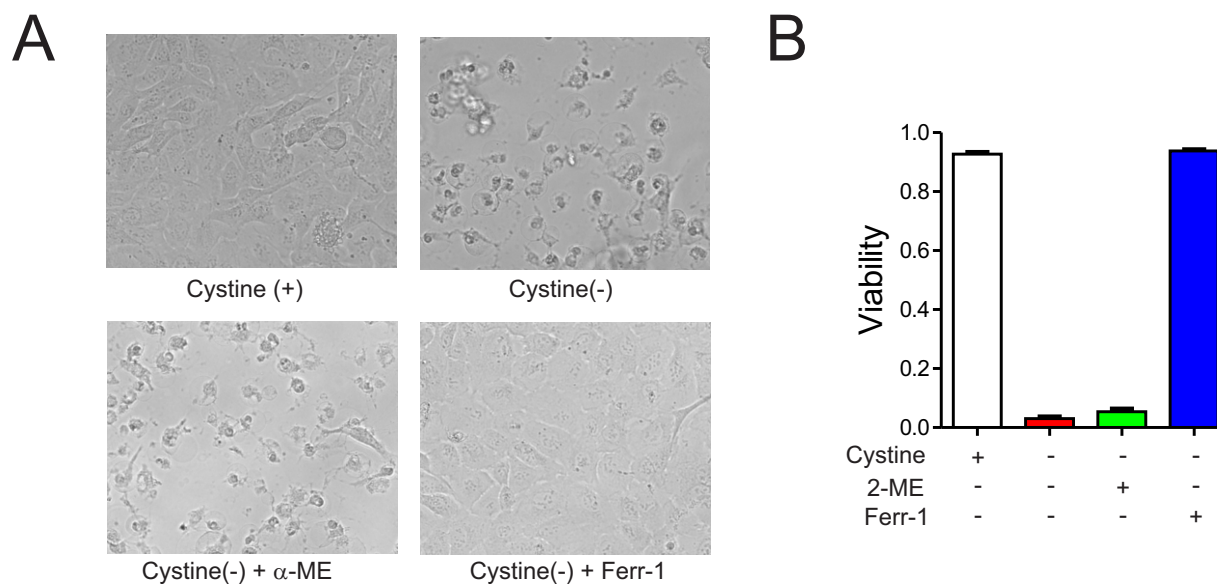 A
Cystine (+)
Cystine(-)
Cystine(-) + α-ME
Cystine(-) + Ferr-1
B
Viability
1.0
0.8
0.6
0.4
0.2
0.0
Cystine + - - -
2-ME - - + -
Ferr-1 - - - +